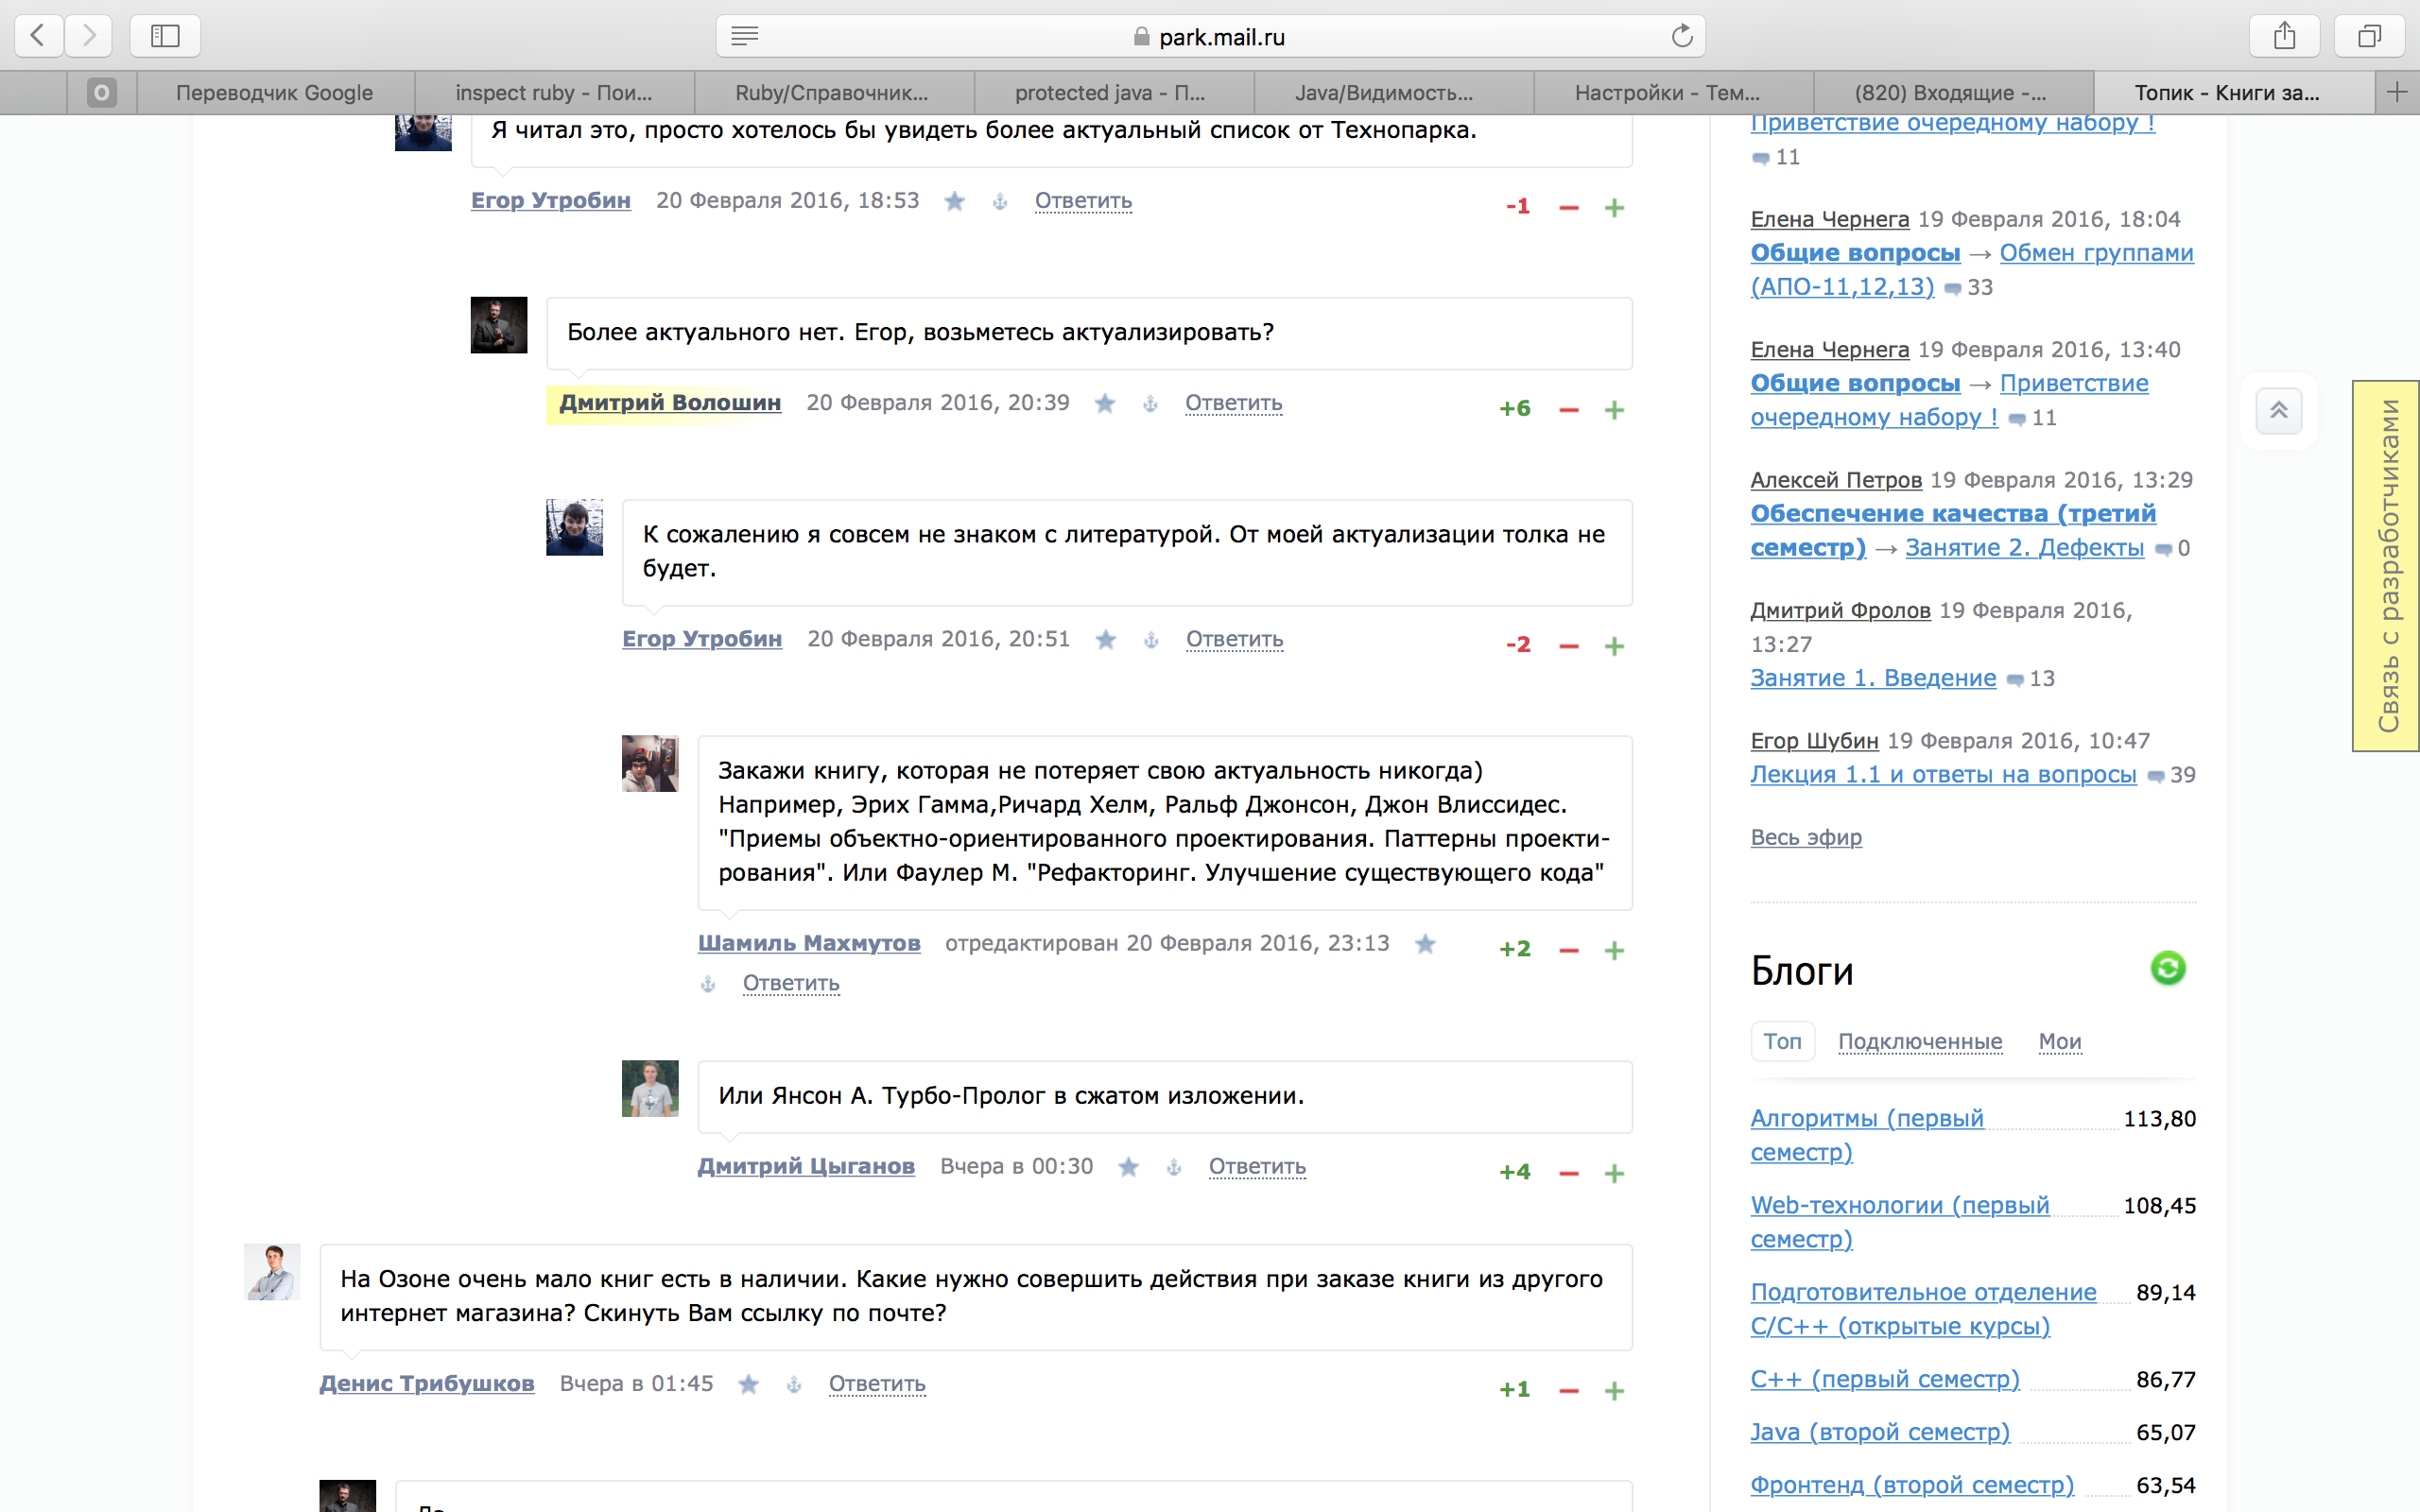 park.mail.ru
O
Переводчик Google
inspect ruby - Пои...
Ruby/Справочник...
protected java - П...
Java/Видимость...
Настройки - Тем...
(820) Входящие -...
Топик - Книги за...
Я читал это, просто хотелось бы увидеть более актуальный список от Технопарка.
Егор Утробин 20 Февраля 2016, 18:53 Ответить -1
Более актуального нет. Егор, возьметесь актуализировать?
Дмитрий Волошин 20 Февраля 2016, 20:39 Ответить +6
К сожалению я совсем не знаком с литературой. От моей актуализации толка не
будет.
Егор Утробин 20 Февраля 2016, 20:51 Ответить -2
Закажи книгу, которая не потеряет свою актуальность никогда)
Например, Эрих Гамма,Ричард Хелм, Ральф Джонсон, Джон Влиссидес.
"Приемы объектно-ориентированного проектирования. Паттерны проекти-
рования". Или Фаулер М. "Рефакторинг. Улучшение существующего кода"
Шамиль Махмутов отредактирован 20 Февраля 2016, 23:13 +2
Ответить
Или Янсон А. Турбо-Пролог в сжатом изложении.
Дмитрий Цыганов Вчера в 00:30 Ответить +4
На Озоне очень мало книг есть в наличии. Какие нужно совершить действия при заказе книги из другого
интернет магазина? Скинуть Вам ссылку по почте?
Денис Трибушков Вчера в 01:45 Ответить +1
Приветствие очередному набору !
11
Елена Чернега 19 Февраля 2016, 18:04
Общие вопросы → Обмен группами
(АПО-11,12,13) 33
Елена Чернега 19 Февраля 2016, 13:40
Общие вопросы → Приветствие
очередному набору ! 11
Алексей Петров 19 Февраля 2016, 13:29
Обеспечение качества (третий
семестр) → Занятие 2. Дефекты 0
Дмитрий Фролов 19 Февраля 2016,
13:27
Занятие 1. Введение 13
Егор Шубин 19 Февраля 2016, 10:47
Лекция 1.1 и ответы на вопросы 39
Весь эфир
Блоги
Топ Подключенные Мои
Алгоритмы (первый 113,80
семестр)
Web-технологии (первый 108,45
семестр)
Подготовительное отделение 89,14
C/C++ (открытые курсы)
C++ (первый семестр) 86,77
Java (второй семестр) 65,07
Фронтенд (второй семестр) 63,54
Связь с разработчиками